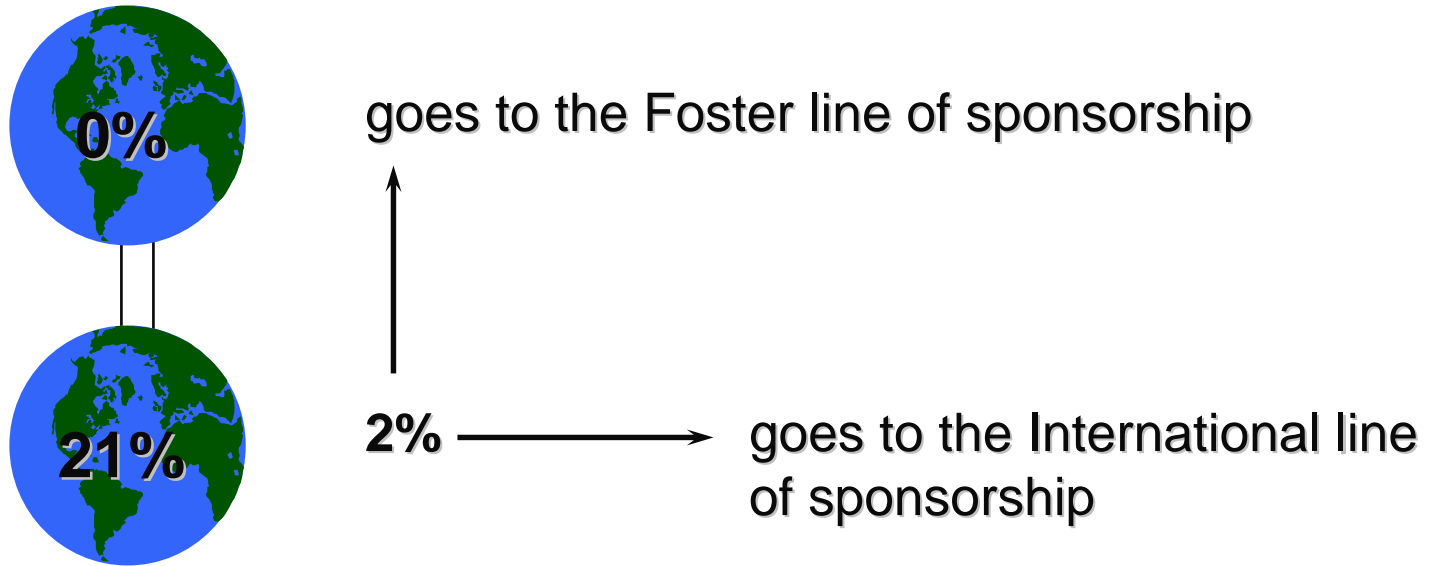 0%
goes to the Foster line of sponsorship
21%
2%
goes to the International line
of sponsorship